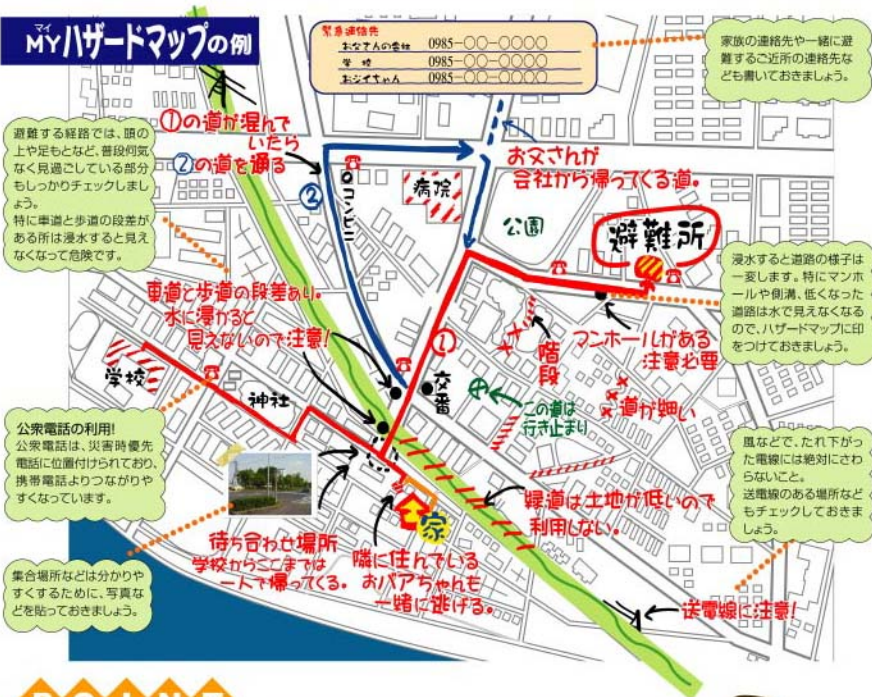 MYハザードマップの例
マイ
緊急連絡先
お父さんの会社 0985-〇〇-〇〇〇〇
学校 0985-〇〇-〇〇〇〇
おじいちゃん 0985-〇〇-〇〇〇〇
家族の連絡先や一緒に避
難するご近所の連絡先な
ども書いておきましょう。
避難する経路では、頭の
上や足もとなど、普段何気
なく見過ごしている部分
もしっかりチェックしまし
ょう。
特に車道と歩道の段差が
ある所は浸水すると見え
なくなって危険です。
①の道が混んで
いたら
②の道を通る
②
コンビニ
病院
お父さんが
会社から帰ってくる道。
公園
避難所
浸水すると道路の様子は
一変します。特にマンホ
ールや側溝、低くなった
道路は水で見えなくなる
ので、ハザードマップに印
をつけておきましょう。
車道と歩道の段差あり。
水に浸かると
見えないので注意!
①
階段
マンホールがある
注意必要
学校
神社
交番
この道は
行き止まり
道が細い
公衆電話の利用!
公衆電話は、災害時優先
電話に位置付けられており、
携帯電話よりつながりや
すくなっています。
風などで、たれ下がっ
た電線には絶対にさわ
らないこと。
送電線のある場所など
もチェックしておきま
しょう。
緑道は土地が低いので
利用しない。
家
待ち合わせ場所
学校からここまでは
一人で帰ってくる。
隣に住んでいる
おバアちゃんも
一緒に逃げる。
集合場所などは分かりや
すくするために、写真な
どを貼っておきましょう。
送電線に注意!
POINT